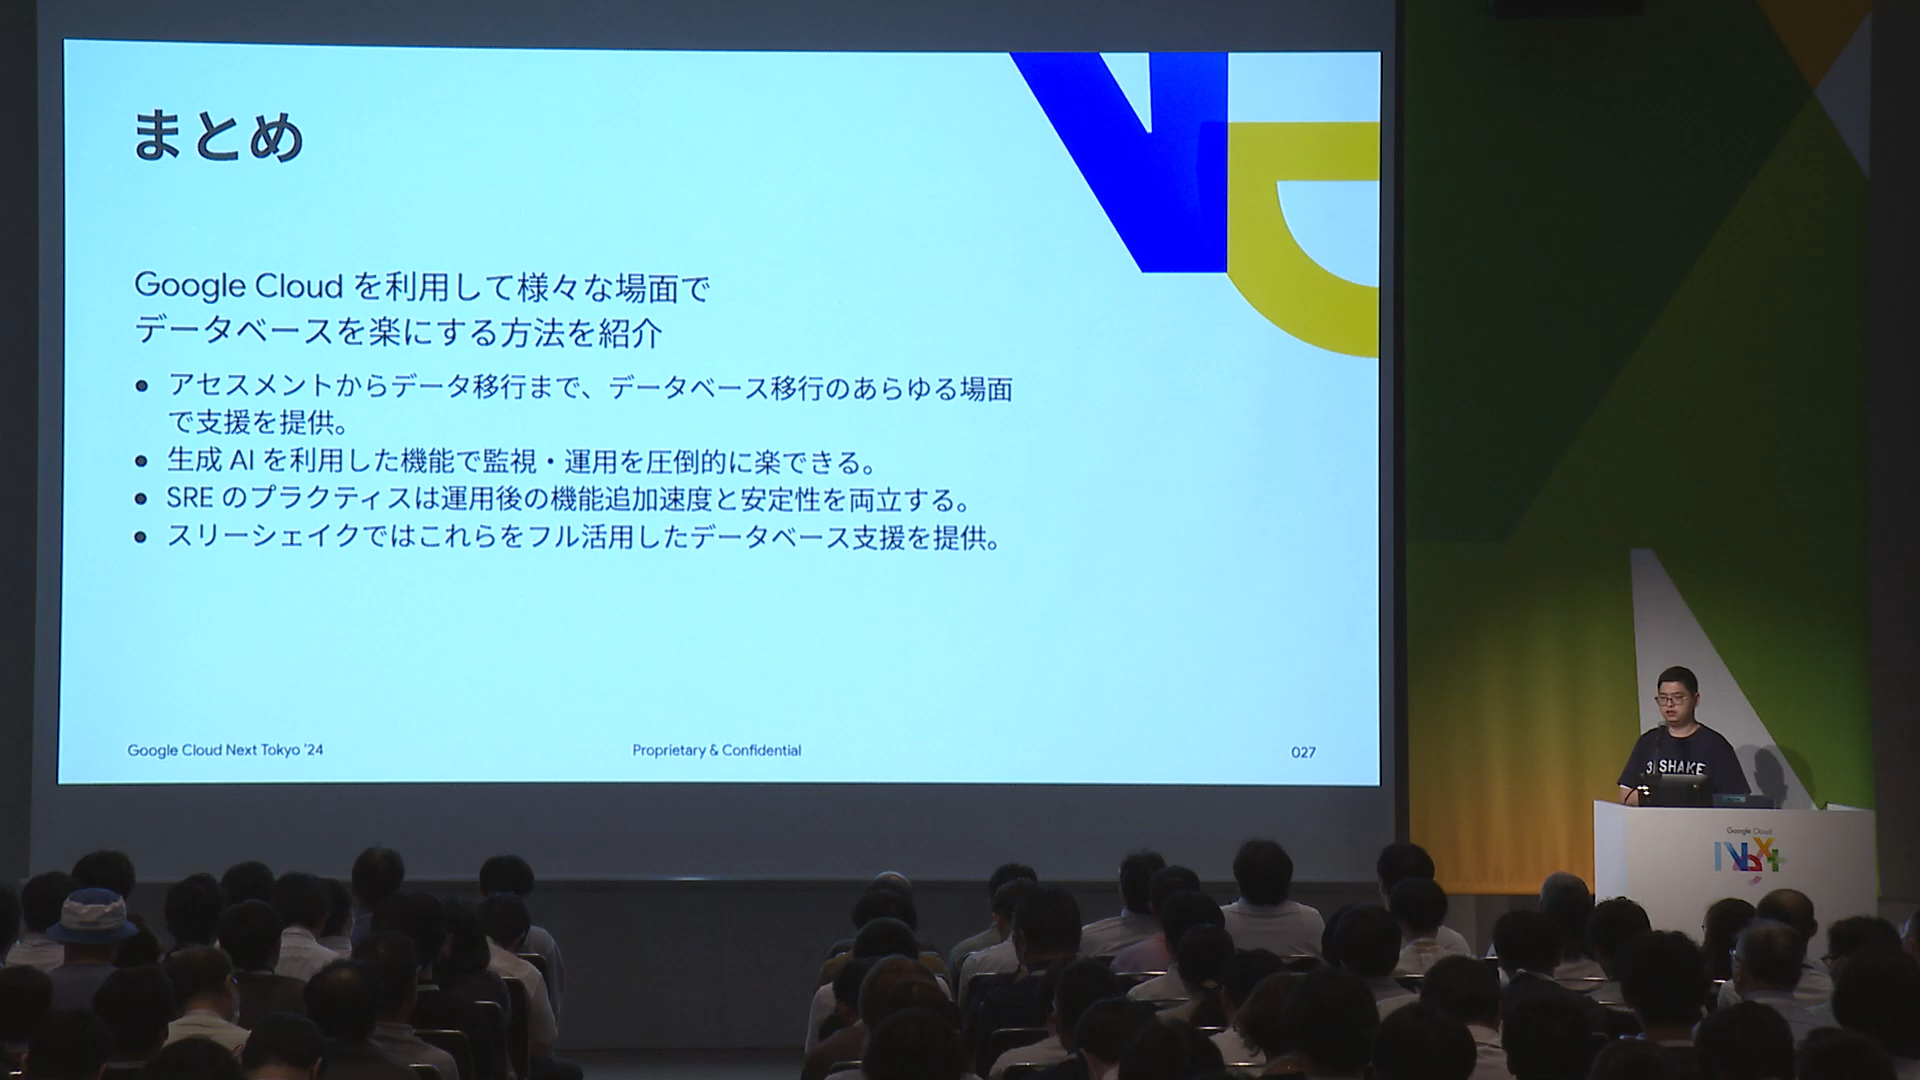 まとめ
Google Cloud を利用して様々な場面で
データベースを楽にする方法を紹介
● アセスメントからデータ移行まで、データベース移行のあらゆる場面
で支援を提供。
● 生成 AI を利用した機能で監視・運用を圧倒的に楽できる。
● SRE のプラクティスは運用後の機能追加速度と安定性を両立する。
● スリーシェイクではこれらをフル活用したデータベース支援を提供。
Google Cloud Next Tokyo ’24
Proprietary & Confidential
027
3 SHAKE
Google Cloud
Next